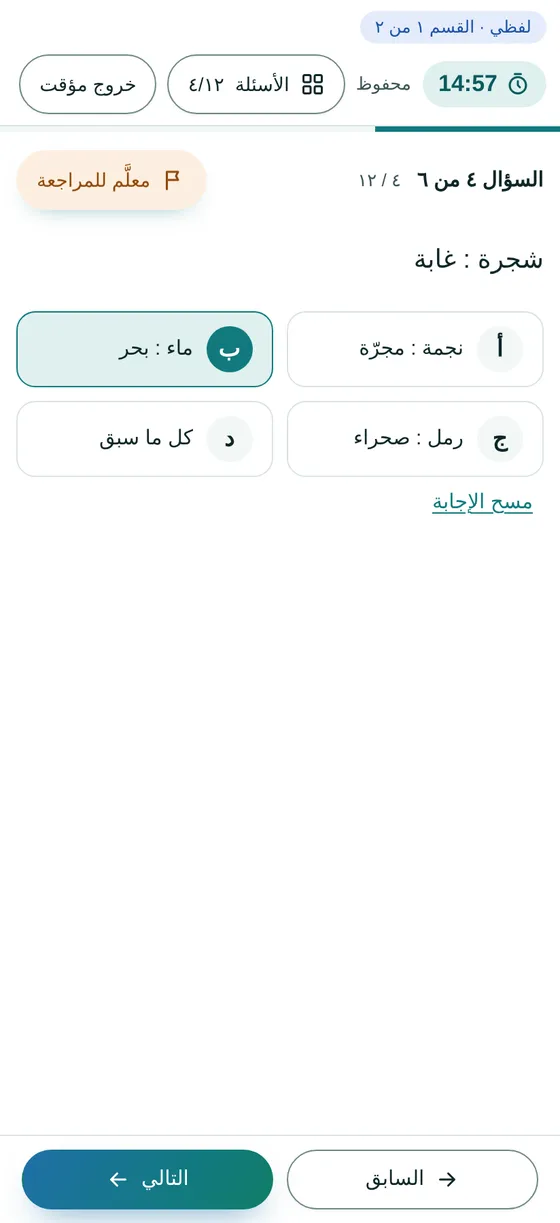 لفظي · القسم ١ من ٢
14:57 محفوظ الأسئلة ٤/١٢ خروج مؤقت
السؤال ٤ من ٦ ٤ / ١٢ معلَّم للمراجعة
شجرة : غابة
أ نجمة : مجرّة ب ماء : بحر
ج رمل : صحراء د كل ما سبق
مسح الإجابة
السابق التالي